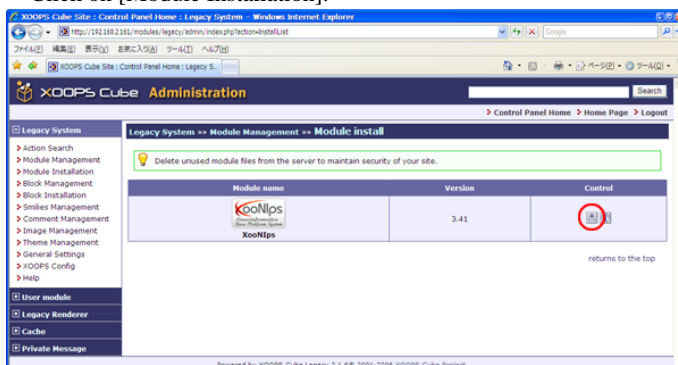 Click on [Module Installation].
XOOPS Cube Site : Control Panel Home : Legacy System - Windows Internet Explorer
http://192.168.2.161/modules/legacy/admin/index.php?action=InstallList
Google
ファイル(F) 編集(E) 表示(V) お気に入り(A) ツール(T) ヘルプ(H)
XOOPS Cube Site : Control Panel Home : Legacy S...
ページ(P) ツール(O)
XOOPS Cube Administration
Search
Control Panel Home Home Page Logout
Legacy System
Action Search
Module Management
Module Installation
Block Management
Block Installation
Smilies Management
Comment Management
Image Management
Theme Management
General Settings
XOOPS Config
Help
User module
Legacy Renderer
Cache
Private Message
Legacy System »» Module Management »» Module install
Delete unused module files from the server to maintain security of your site.
Module name Version Control
XooNIps
XooNIps
3.41
returns to the top
Powered by XOOPS Cube Legacy 2.1.6© 2001-2006 XOOPS Cube Project